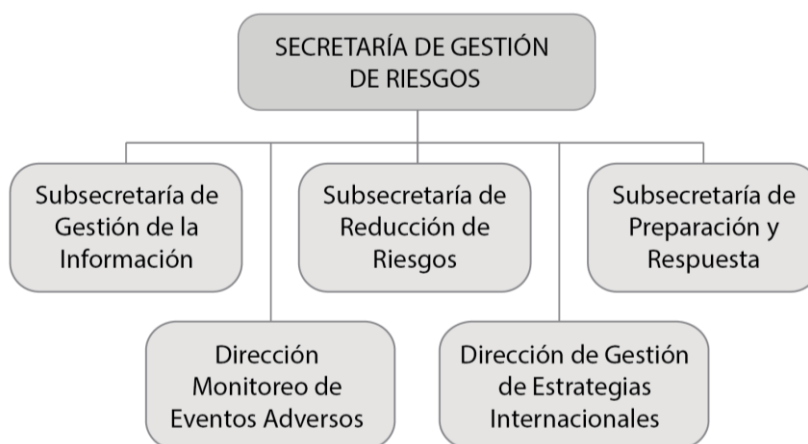 SECRETARÍA DE GESTIÓN
DE RIESGOS
Subsecretaría de
Gestión de la
Información
Subsecretaría de
Reducción de
Riesgos
Subsecretaría de
Preparación y
Respuesta
Dirección
Monitoreo de
Eventos Adversos
Dirección de Gestión
de Estrategias
Internacionales